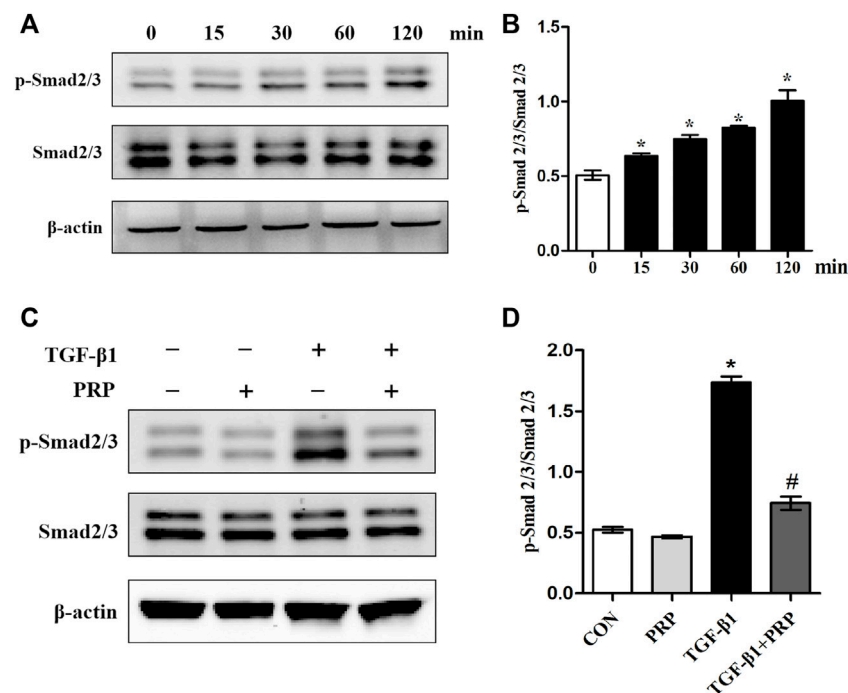 A
0 15 30 60 120 min
p-Smad2/3
Smad2/3
β-actin
B
p-Smad 2/3/Smad 2/3
1.5
1.0
0.5
0.0
* * * *
0 15 30 60 120 min
C
TGF-β1 – – + +
PRP – + – +
p-Smad2/3
Smad2/3
β-actin
D
p-Smad 2/3/Smad 2/3
2.0
1.5
1.0
0.5
0.0
* #
CON PRP TGF-β1 TGF-β1+PRP